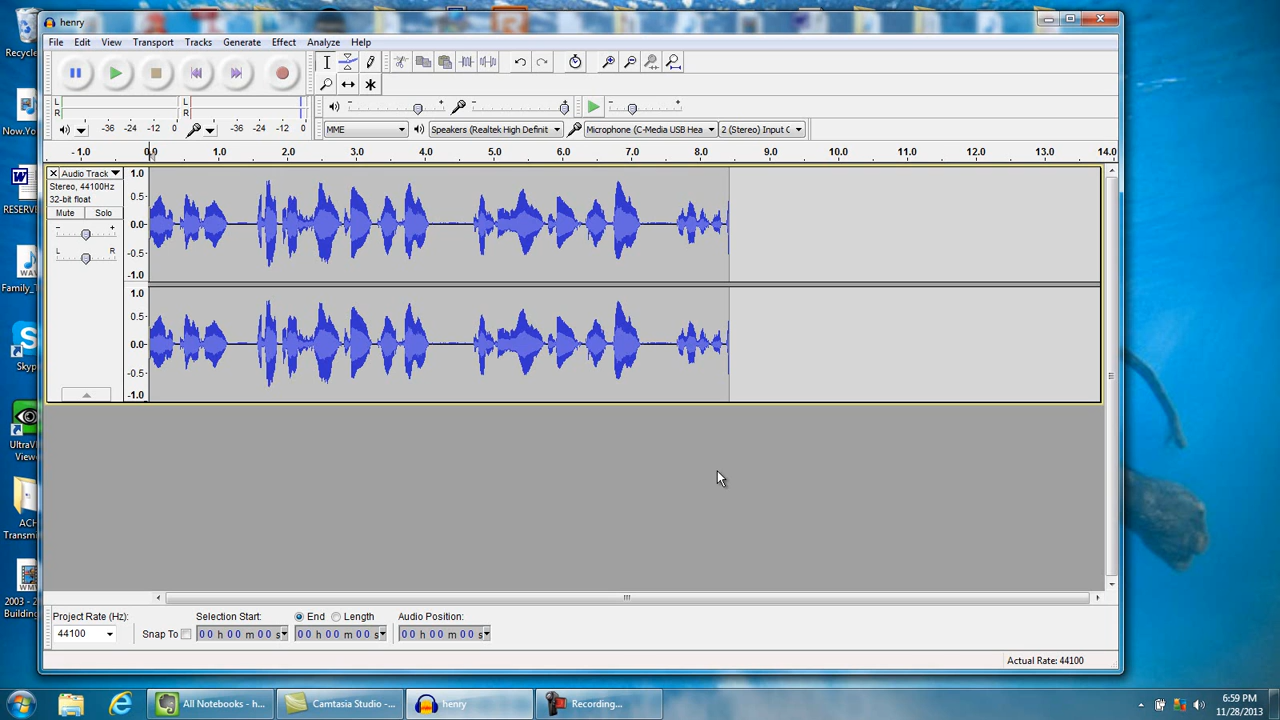 henry
File Edit View Transport Tracks Generate Effect Analyze Help
L
R
-36 -24 -12 0
L
R
-36 -24 -12 0
- + - + - +
MME
Speakers (Realtek High Definit
Microphone (C-Media USB Hea
2 (Stereo) Input C
- 1.0 0.0 1.0 2.0 3.0 4.0 5.0 6.0 7.0 8.0 9.0 10.0 11.0 12.0 13.0 14.0
Audio Track
Stereo, 44100Hz
32-bit float
Mute Solo
- +
L R
1.0
0.5
0.0
-0.5
-1.0
1.0
0.5
0.0
-0.5
-1.0
Project Rate (Hz):
44100
Snap To
Selection Start:
00 h 00 m 00 s
End Length
00 h 00 m 00 s
Audio Position:
00 h 00 m 00 s
Actual Rate: 44100
Recycle
Now.Yo
RESERVE
Family_T
Skyp
UltraVI
Viewe
ACH
Transmi
2003 - 2
Building
All Notebooks - h...
Camtasia Studio - ...
henry
Recording...
6:59 PM
11/28/2013